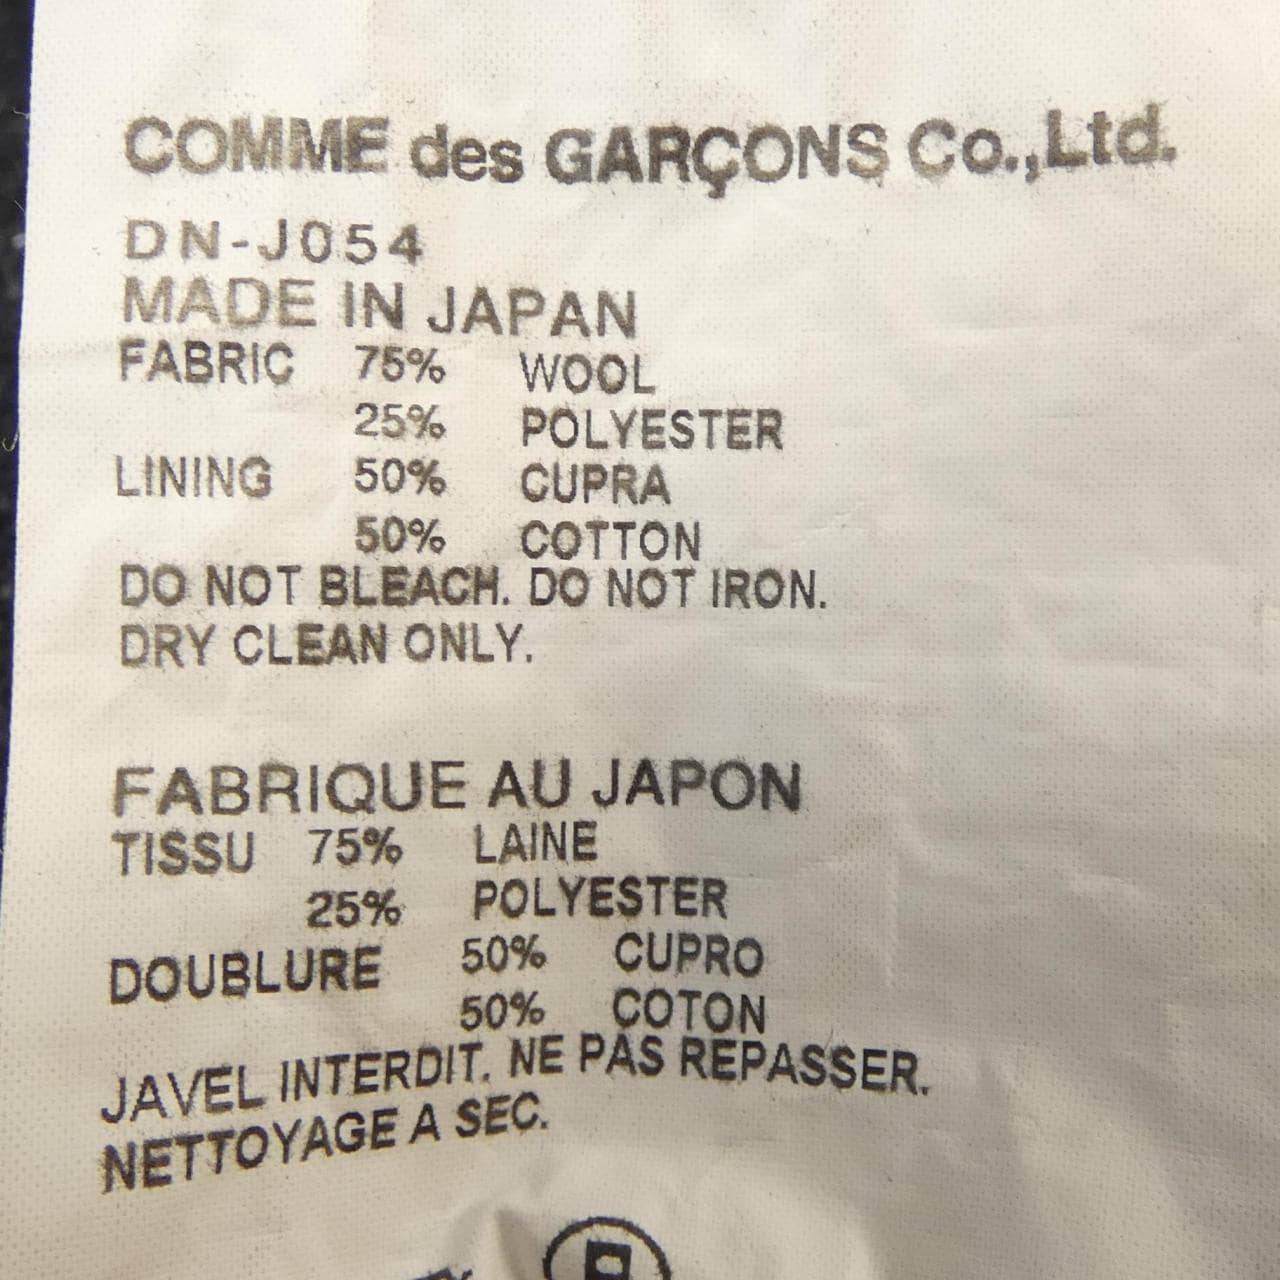 COMME des GARÇONS Co.,Ltd.
DN-J054
MADE IN JAPAN
FABRIC 75% WOOL
25% POLYESTER
LINING 50% CUPRA
50% COTTON
DO NOT BLEACH. DO NOT IRON.
DRY CLEAN ONLY.
FABRIQUE AU JAPON
TISSU 75% LAINE
25% POLYESTER
DOUBLURE 50% CUPRO
50% COTON
JAVEL INTERDIT. NE PAS REPASSER.
NETTOYAGE A SEC.